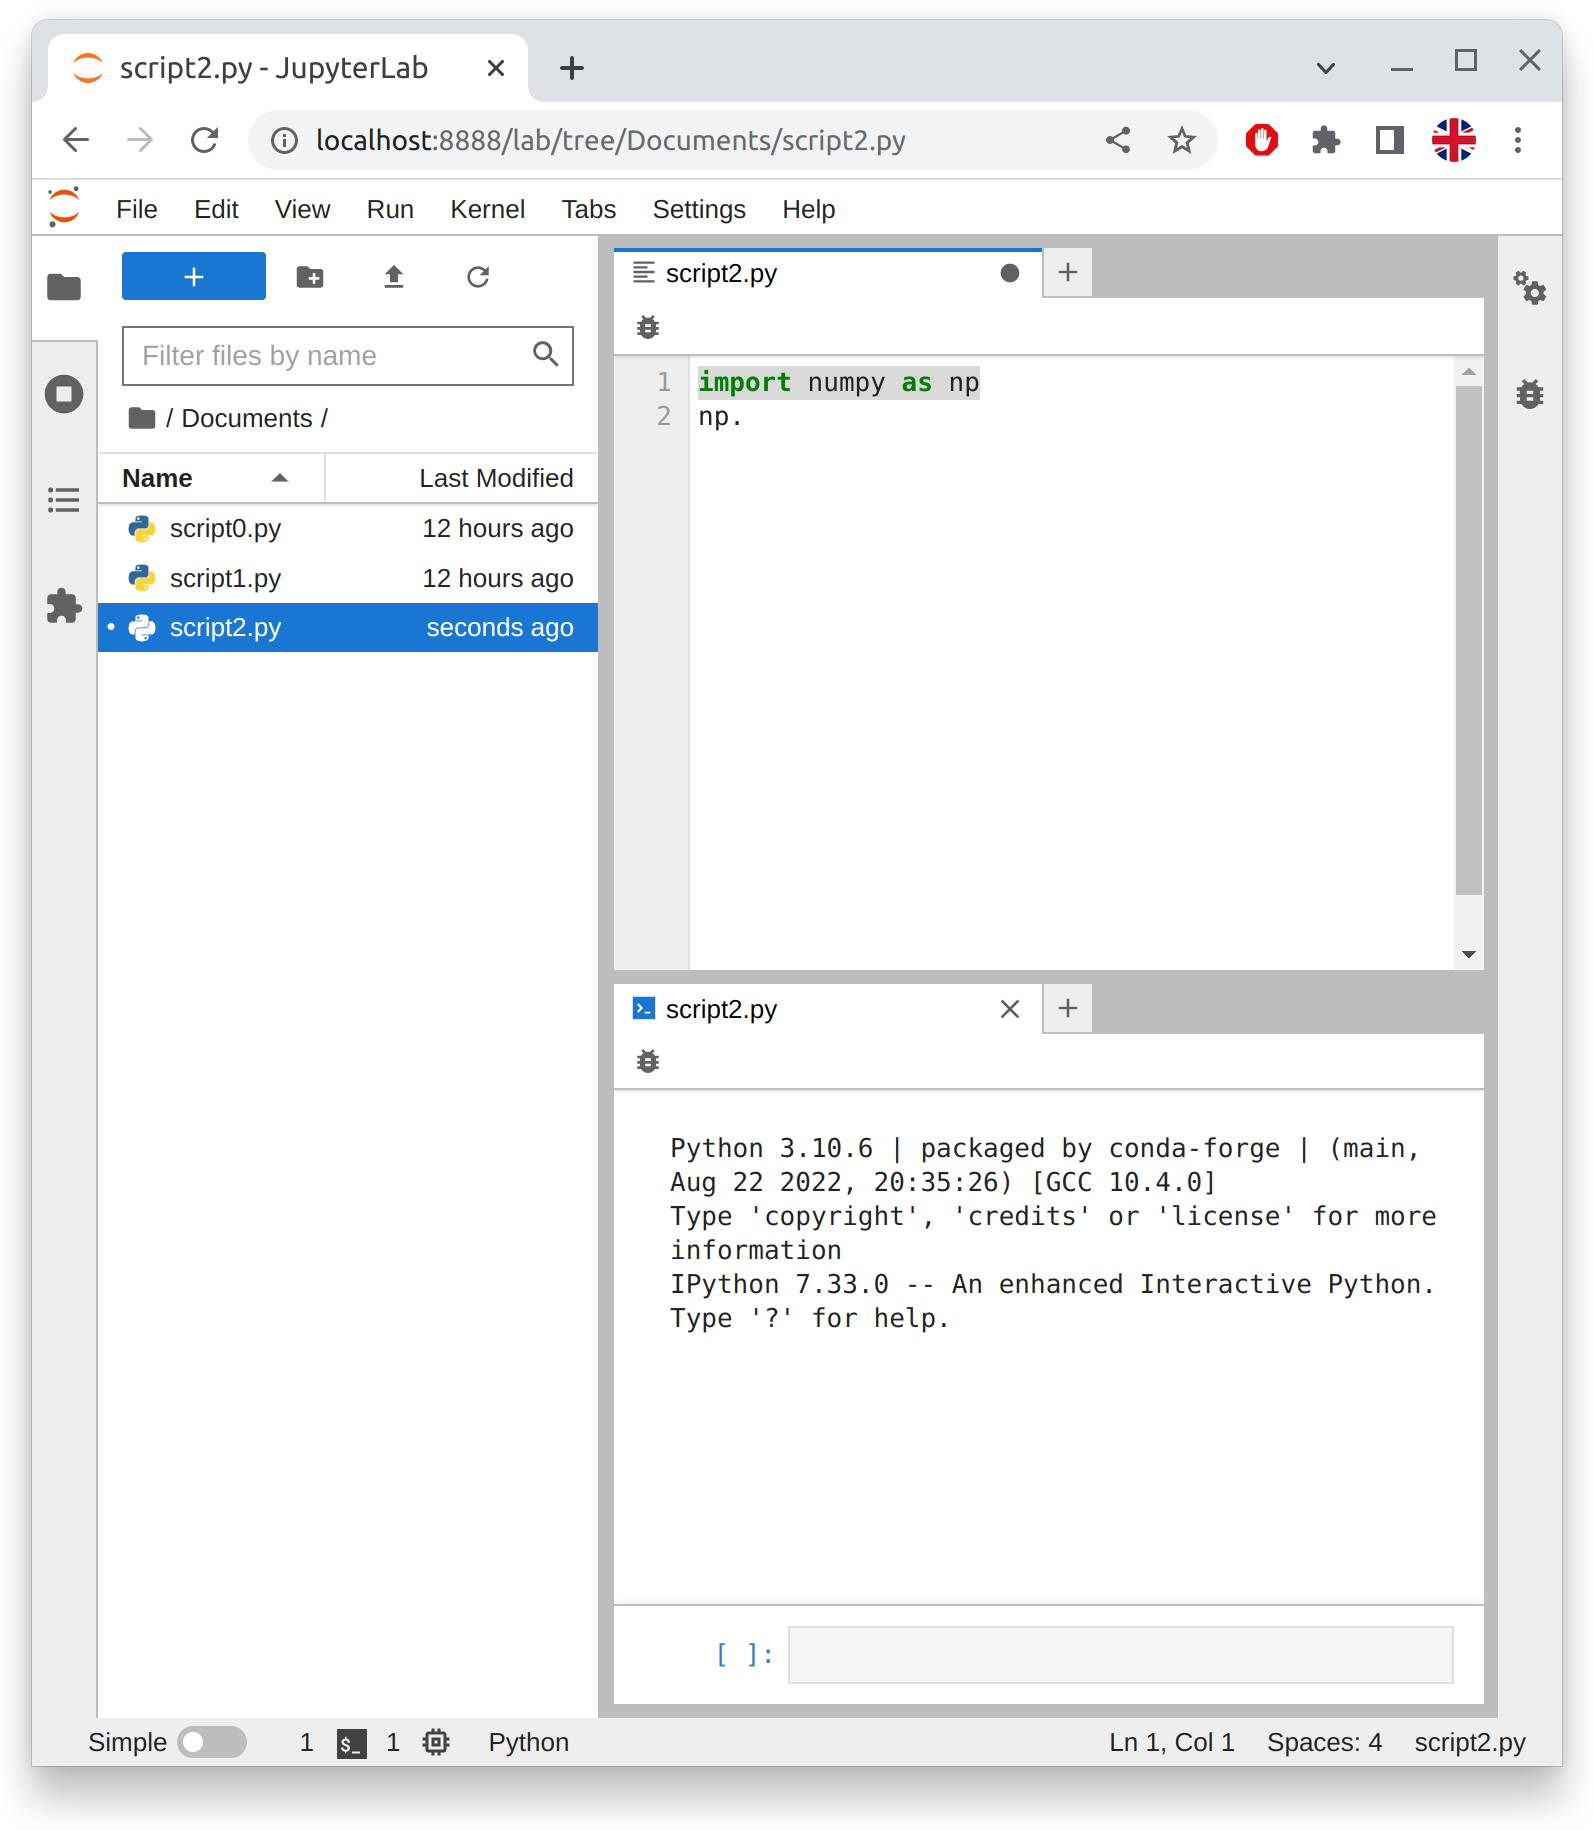 script2.py - JupyterLab
localhost:8888/lab/tree/Documents/script2.py
File Edit View Run Kernel Tabs Settings Help
Filter files by name
/ Documents /
Name Last Modified
script0.py 12 hours ago
script1.py 12 hours ago
script2.py seconds ago
script2.py
1 import numpy as np
2 np.
script2.py
Python 3.10.6 | packaged by conda-forge | (main,
Aug 22 2022, 20:35:26) [GCC 10.4.0]
Type 'copyright', 'credits' or 'license' for more
information
IPython 7.33.0 -- An enhanced Interactive Python.
Type '?' for help.
[ ]:
Simple 1 $_ 1 Python Ln 1, Col 1 Spaces: 4 script2.py